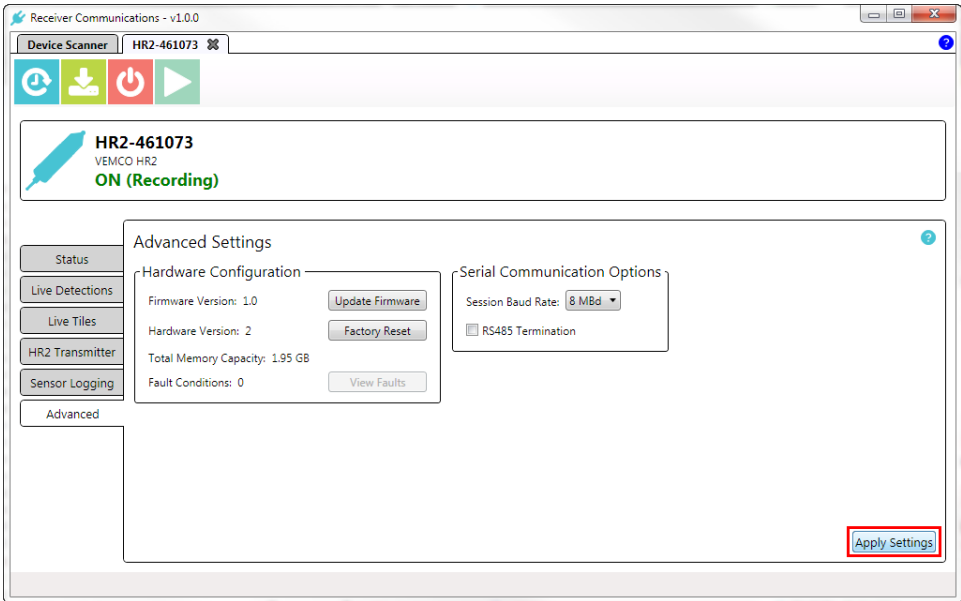 Receiver Communications - v1.0.0
Device Scanner
HR2-461073
?
HR2-461073
VEMCO HR2
ON (Recording)
Status
Live Detections
Live Tiles
HR2 Transmitter
Sensor Logging
Advanced
Advanced Settings
?
Hardware Configuration
Firmware Version: 1.0
Update Firmware
Hardware Version: 2
Factory Reset
Total Memory Capacity: 1.95 GB
Fault Conditions: 0
View Faults
Serial Communication Options
Session Baud Rate: 8 MBd
RS485 Termination
Apply Settings